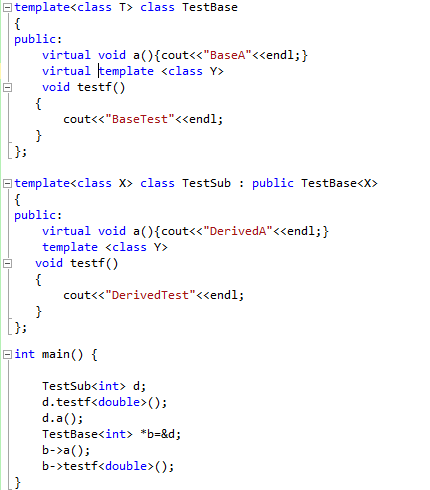 template<class T> class TestBase
{
public:
    virtual void a(){cout<<"BaseA"<<endl;}
    virtual template <class Y>
    void testf()
   {
       cout<<"BaseTest"<<endl;
   }
};

template<class X> class TestSub : public TestBase<X>
{
public:
    virtual void a(){cout<<"DerivedA"<<endl;}
    template <class Y>
   void testf()
   {
       cout<<"DerivedTest"<<endl;
   }
};

int main() {

    TestSub<int> d;
    d.testf<double>();
    d.a();
    TestBase<int> *b=&d;
    b->a();
    b->testf<double>();
}